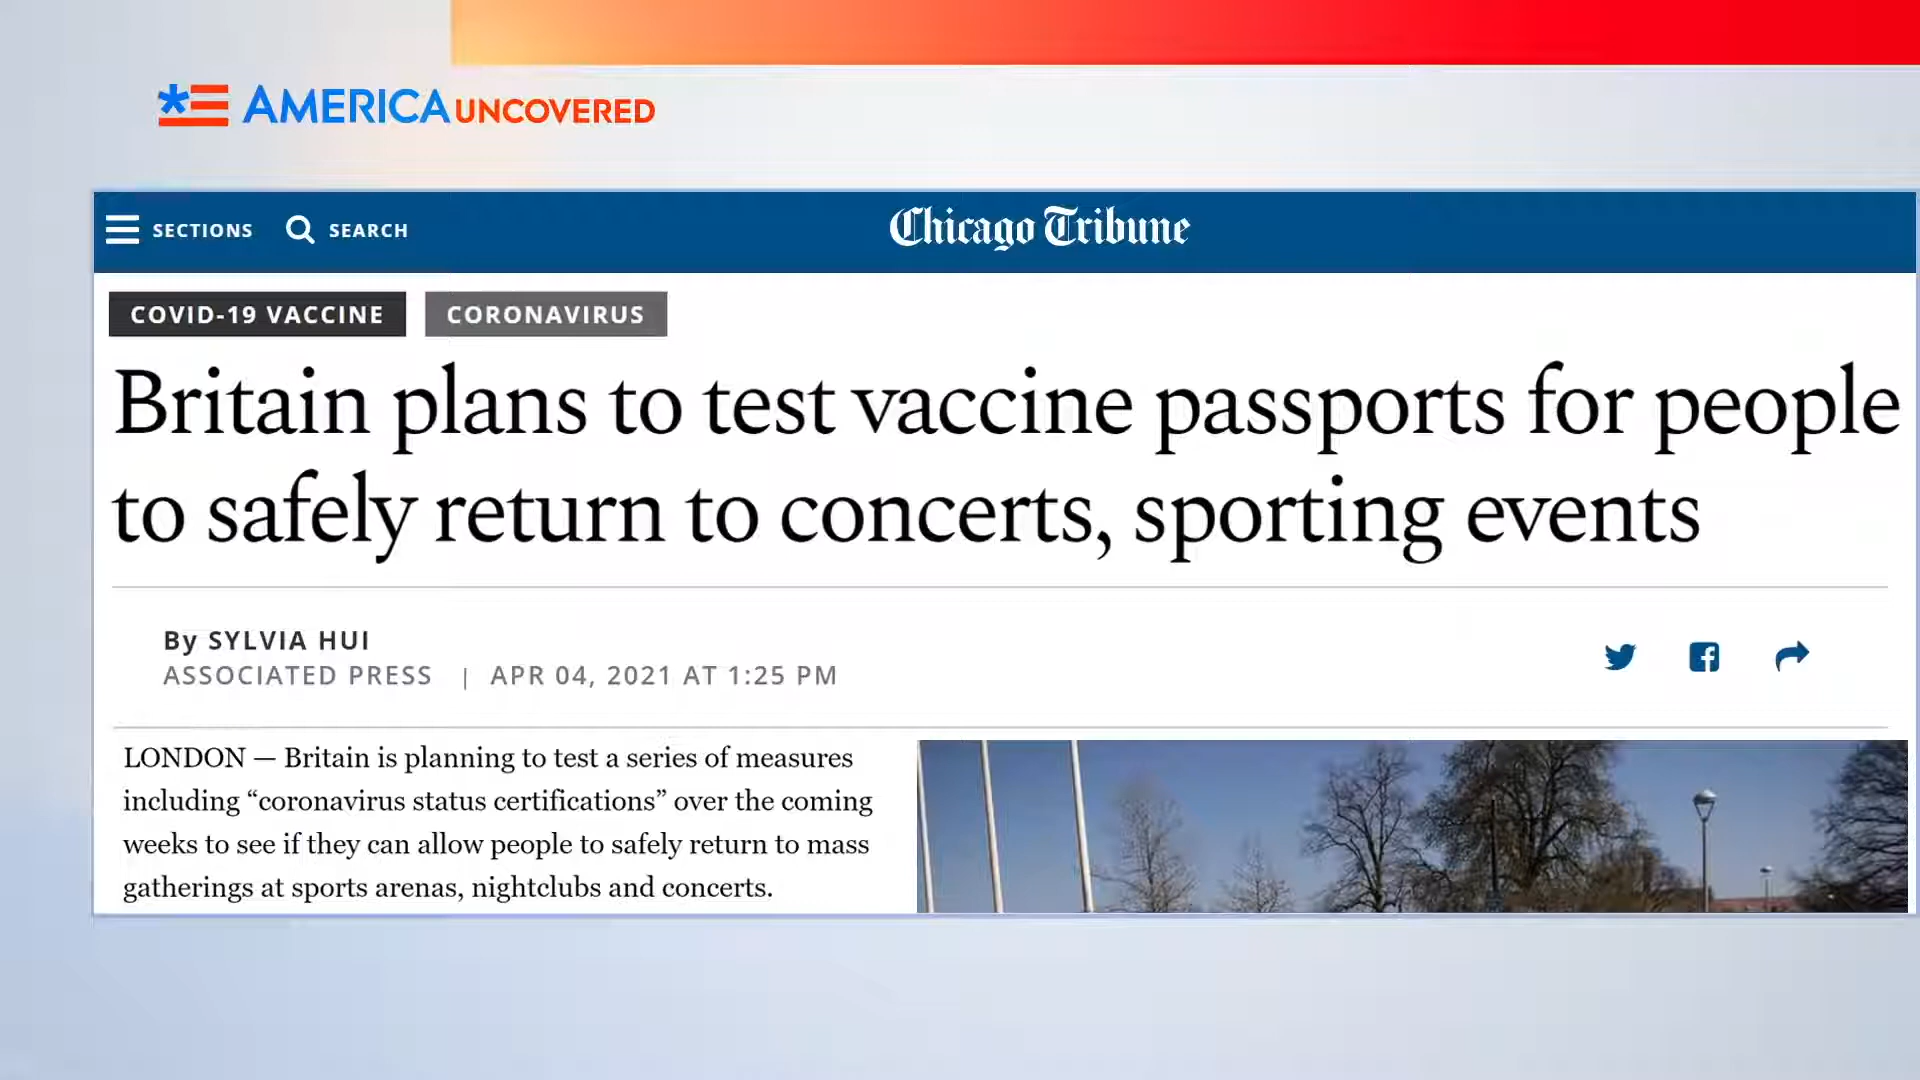 AMERICA UNCOVERED
SECTIONS SEARCH Chicago Tribune
COVID-19 VACCINE CORONAVIRUS
Britain plans to test vaccine passports for people
to safely return to concerts, sporting events
By SYLVIA HUI
ASSOCIATED PRESS | APR 04, 2021 AT 1:25 PM
LONDON — Britain is planning to test a series of measures
including “coronavirus status certifications” over the coming
weeks to see if they can allow people to safely return to mass
gatherings at sports arenas, nightclubs and concerts.